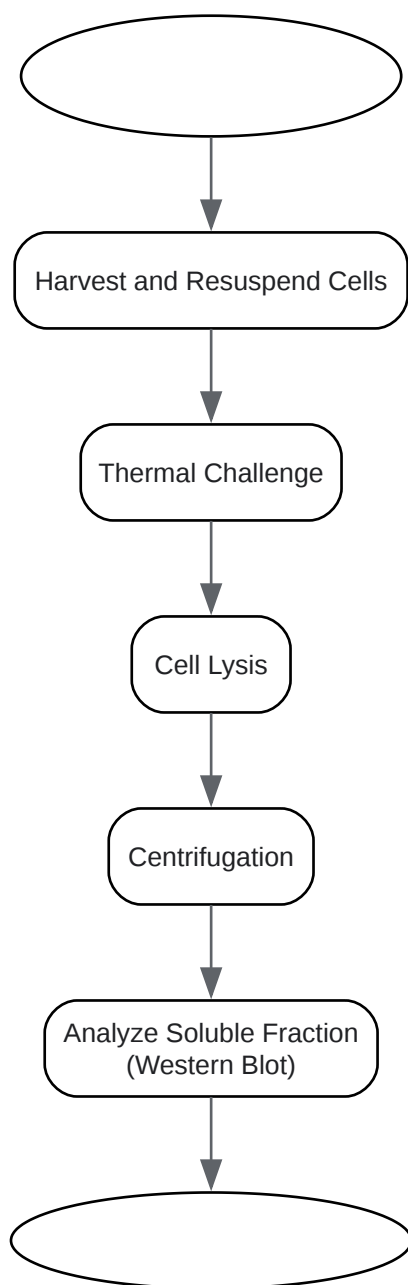 Harvest and Resuspend Cells
Thermal Challenge
Cell Lysis
Centrifugation
Analyze Soluble Fraction
(Western Blot)